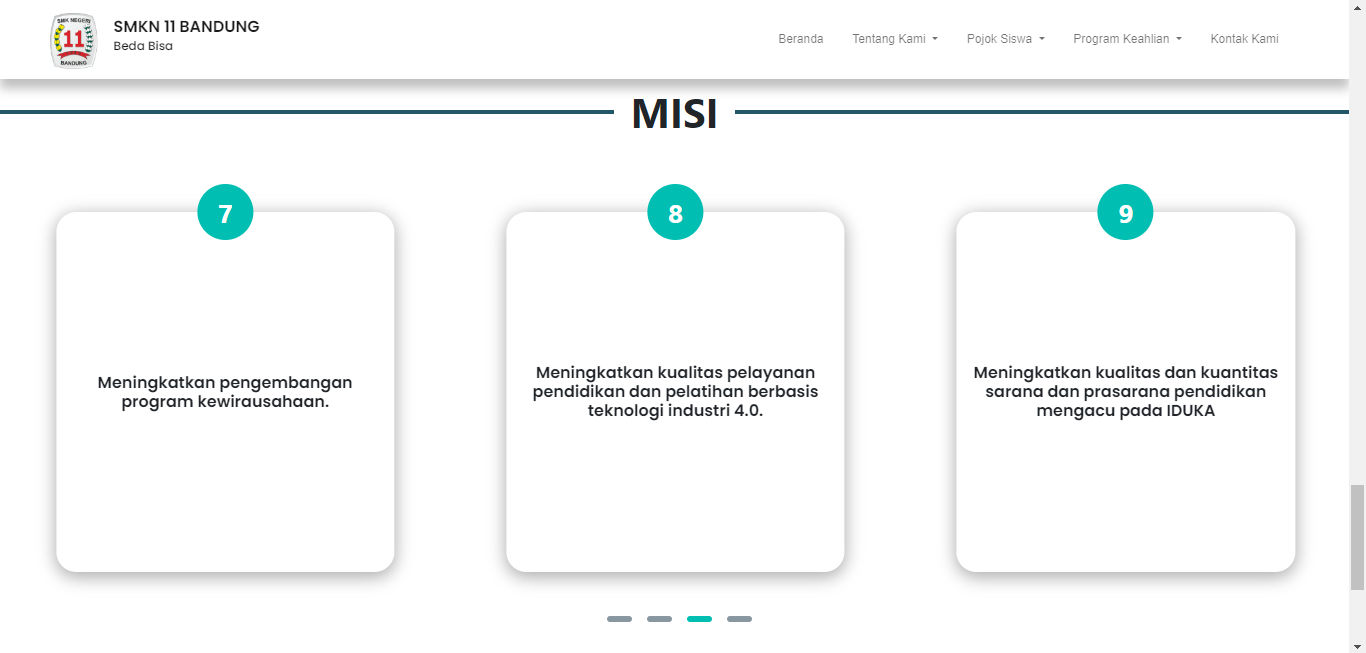 SMK NEGERI
11
BANDUNG
SMKN 11 BANDUNG
Beda Bisa
Beranda
Tentang Kami
Pojok Siswa
Program Keahlian
Kontak Kami
MISI
7
Meningkatkan pengembangan
program kewirausahaan.
8
Meningkatkan kualitas pelayanan
pendidikan dan pelatihan berbasis
teknologi industri 4.0.
9
Meningkatkan kualitas dan kuantitas
sarana dan prasarana pendidikan
mengacu pada IDUKA